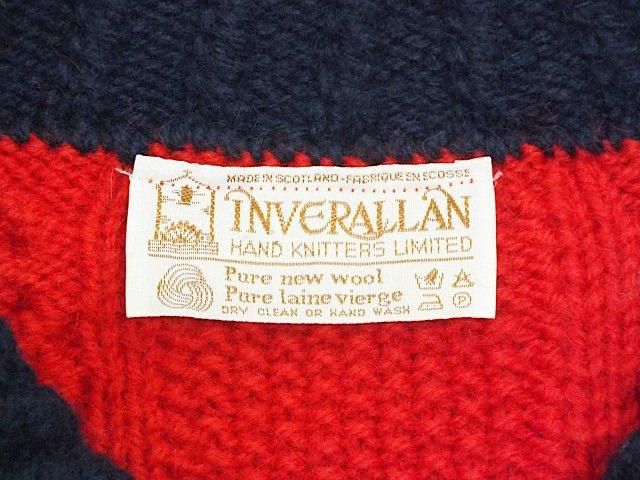 MADE IN SCOTLAND-FABRIQUE EN ECOSSE
INVERALLAN
HAND KNITTERS LIMITED
Pure new wool
Pure laine vierge
DRY CLEAN OR HAND WASH
P